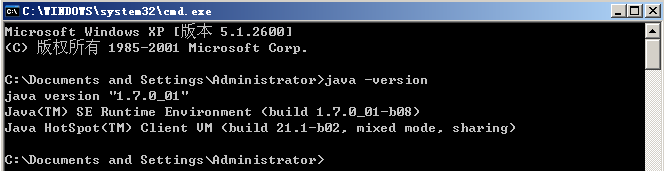 C:\WINDOWS\system32\cmd.exe
Microsoft Windows XP [版本 5.1.2600]
(C) 版权所有 1985-2001 Microsoft Corp.
C:\Documents and Settings\Administrator>java -version
java version "1.7.0_01"
Java(TM) SE Runtime Environment (build 1.7.0_01-b08)
Java HotSpot(TM) Client VM (build 21.1-b02, mixed mode, sharing)
C:\Documents and Settings\Administrator>